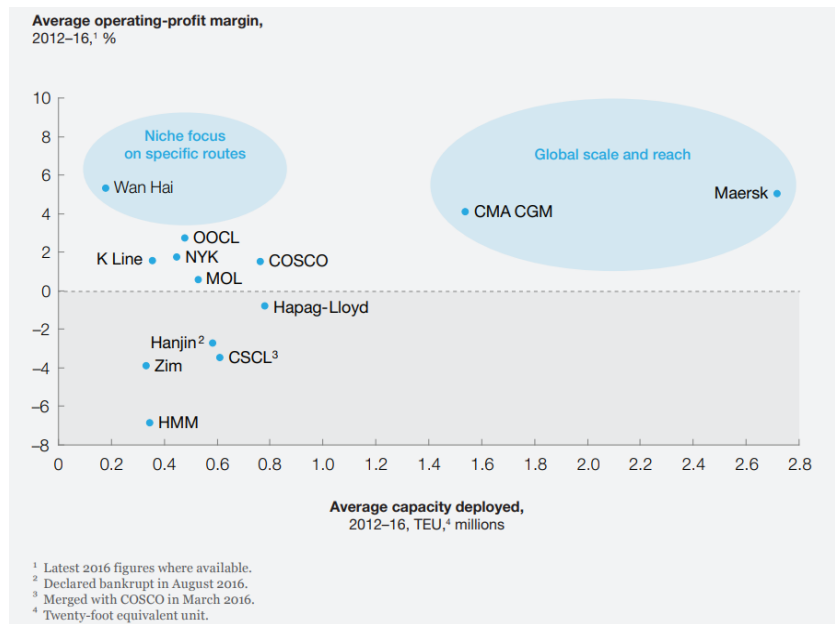 Average operating-profit margin,
2012–16,¹ %
10
8
6
4
2
0
–2
–4
–6
–8
Niche focus
on specific routes
Global scale and reach
Wan Hai
Maersk
CMA CGM
OOCL
K Line
NYK
COSCO
MOL
Hapag-Lloyd
Hanjin²
CSCL³
Zim
HMM
0 0.2 0.4 0.6 0.8 1.0 1.2 1.4 1.6 1.8 2.0 2.2 2.4 2.6 2.8
Average capacity deployed,
2012–16, TEU,⁴ millions
¹ Latest 2016 figures where available.
² Declared bankrupt in August 2016.
³ Merged with COSCO in March 2016.
⁴ Twenty-foot equivalent unit.